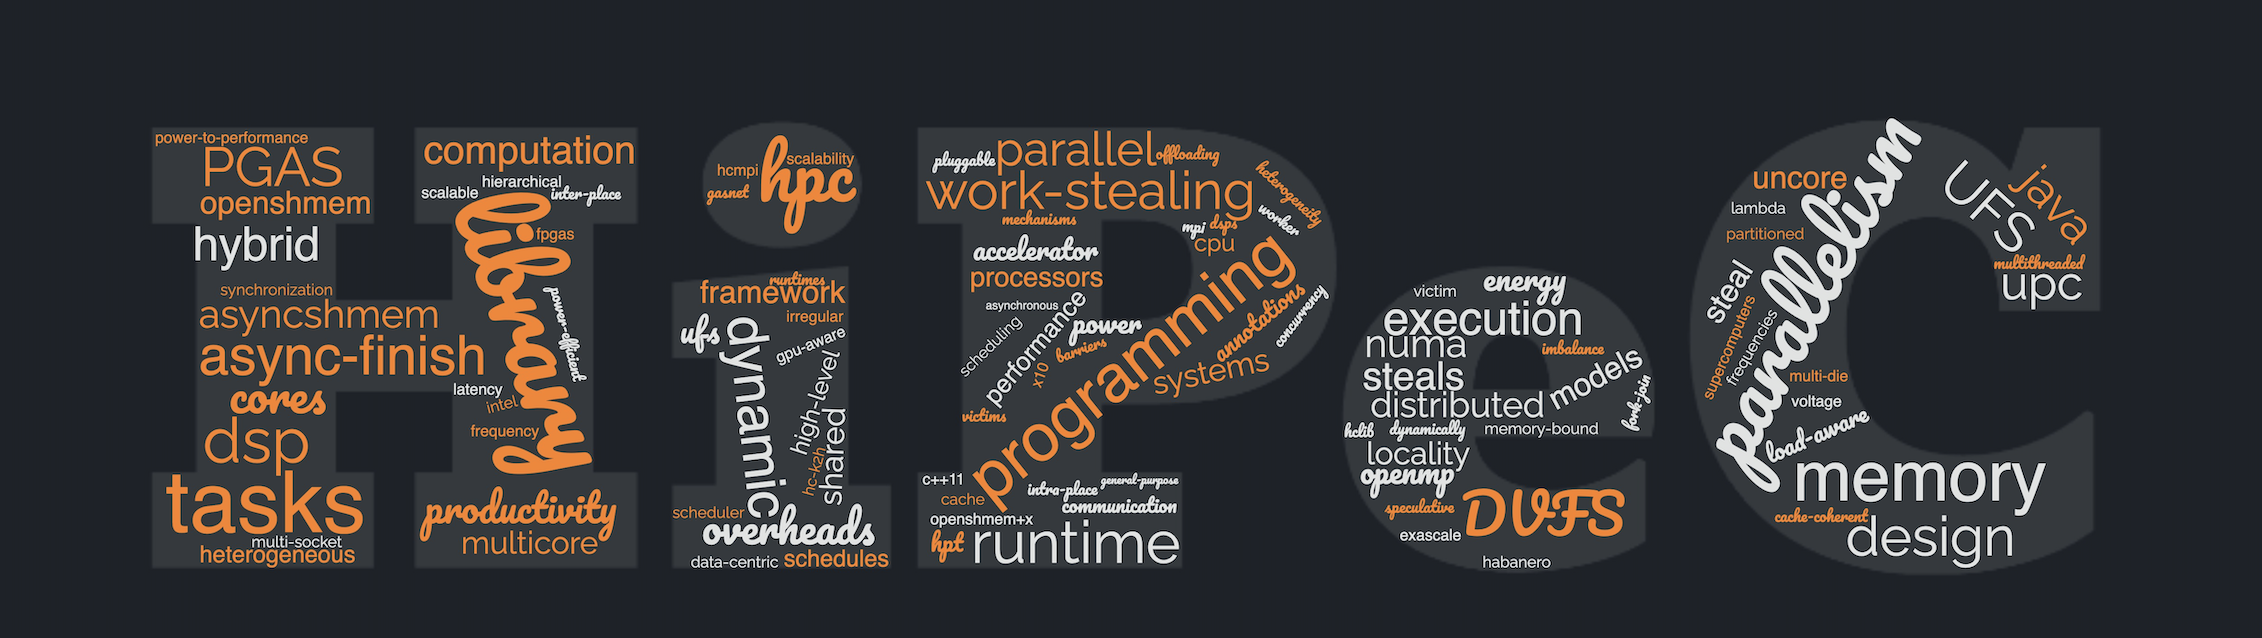 power-to-performance
PGAS
openshmem
hybrid
synchronization
asyncshmem
async-finish
cores
dsp
tasks
multi-socket
heterogeneous
computation
hierarchical
scalable
inter-place
library
fpgas
power-efficient
latency
intel
frequency
productivity
multicore
hcmpi
scalability
gasnet
hpc
runtimes
framework
irregular
ufs
dynamic
gpu-aware
high-level
hc-k2h
shared
scheduler
overheads
data-centric
schedules
pluggable
parallel
offloading
work-stealing
heterogeneity
mechanisms
worker
mpi
dsps
cpu
accelerator
processors
asynchronous
scheduling
performance
power
barriers
x10
victims
programming
annotations
concurrency
systems
c++11
cache
intra-place
general-purpose
communication
openshmem+x
hpt
runtime
victim
energy
execution
numa
imbalance
steals
models
distributed
fork-join
hclib
dynamically
memory-bound
locality
openmp
speculative
DVFS
exascale
habanero
uncore
lambda
partitioned
parallelism
steal
supercomputers
frequencies
multi-die
voltage
load-aware
memory
cache-coherent
design
UFS
java
multithreaded
upc